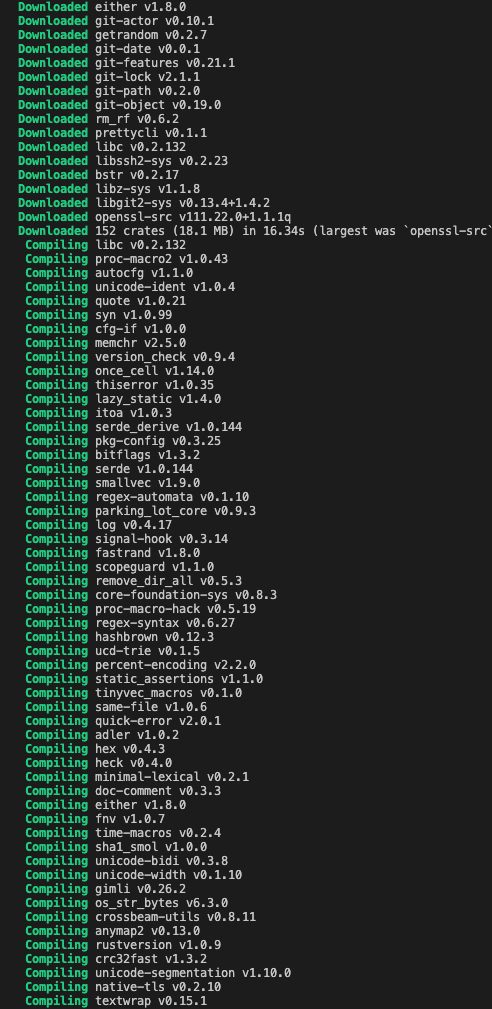 Downloaded either v1.8.0
Downloaded git-actor v0.10.1
Downloaded getrandom v0.2.7
Downloaded git-date v0.0.1
Downloaded git-features v0.21.1
Downloaded git-lock v2.1.1
Downloaded git-path v0.2.0
Downloaded git-object v0.19.0
Downloaded rm_rf v0.6.2
Downloaded prettycli v0.1.1
Downloaded libc v0.2.132
Downloaded libssh2-sys v0.2.23
Downloaded bstr v0.2.17
Downloaded libz-sys v1.1.8
Downloaded libgit2-sys v0.13.4+1.4.2
Downloaded openssl-src v111.22.0+1.1.1q
Downloaded 152 crates (18.1 MB) in 16.34s (largest was `openssl-src`
Compiling libc v0.2.132
Compiling proc-macro2 v1.0.43
Compiling autocfg v1.1.0
Compiling unicode-ident v1.0.4
Compiling quote v1.0.21
Compiling syn v1.0.99
Compiling cfg-if v1.0.0
Compiling memchr v2.5.0
Compiling version_check v0.9.4
Compiling once_cell v1.14.0
Compiling thiserror v1.0.35
Compiling lazy_static v1.4.0
Compiling itoa v1.0.3
Compiling serde_derive v1.0.144
Compiling pkg-config v0.3.25
Compiling bitflags v1.3.2
Compiling serde v1.0.144
Compiling smallvec v1.9.0
Compiling regex-automata v0.1.10
Compiling parking_lot_core v0.9.3
Compiling log v0.4.17
Compiling signal-hook v0.3.14
Compiling fastrand v1.8.0
Compiling scopeguard v1.1.0
Compiling remove_dir_all v0.5.3
Compiling core-foundation-sys v0.8.3
Compiling proc-macro-hack v0.5.19
Compiling regex-syntax v0.6.27
Compiling hashbrown v0.12.3
Compiling ucd-trie v0.1.5
Compiling percent-encoding v2.2.0
Compiling static_assertions v1.1.0
Compiling tinyvec_macros v0.1.0
Compiling same-file v1.0.6
Compiling quick-error v2.0.1
Compiling adler v1.0.2
Compiling hex v0.4.3
Compiling heck v0.4.0
Compiling minimal-lexical v0.2.1
Compiling doc-comment v0.3.3
Compiling either v1.8.0
Compiling fnv v1.0.7
Compiling time-macros v0.2.4
Compiling sha1_smol v1.0.0
Compiling unicode-bidi v0.3.8
Compiling unicode-width v0.1.10
Compiling gimli v0.26.2
Compiling os_str_bytes v6.3.0
Compiling crossbeam-utils v0.8.11
Compiling anymap2 v0.13.0
Compiling rustversion v1.0.9
Compiling crc32fast v1.3.2
Compiling unicode-segmentation v1.10.0
Compiling native-tls v0.2.10
Compiling textwrap v0.15.1